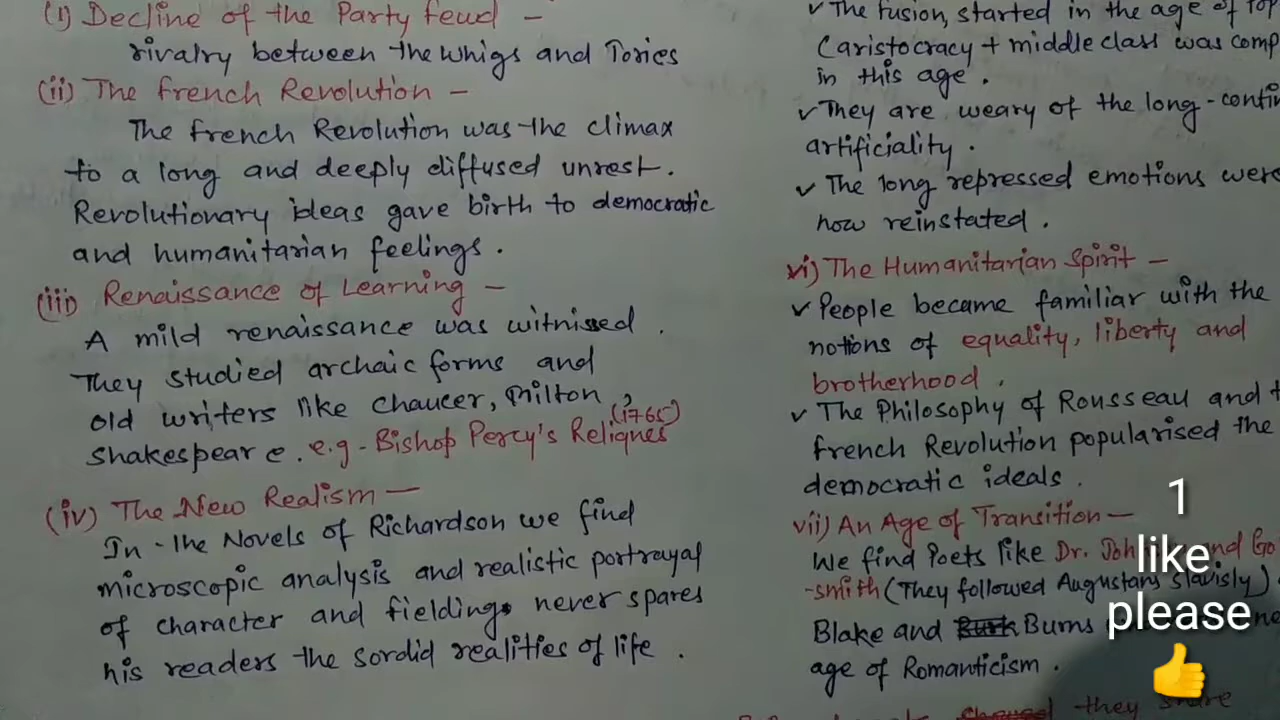 (i) Decline of the Party feud –
rivalry between the Whigs and Tories
(ii) The French Revolution –
The French Revolution was the climax
to a long and deeply diffused unrest.
Revolutionary ideas gave birth to democratic
and humanitarian feelings.
(iii) Renaissance of Learning –
A mild renaissance was witnissed.
They studied archaic forms and
old writers like Chaucer, Milton,
Shakespeare. e.g - Bishop Percy's Reliques (1765)
(iv) The New Realism –
In the Novels of Richardson we find
microscopic analysis and realistic portrayal
of character and fielding never spares
his readers the sordid realities of life.
✓ The fusion, started in the age of
(aristocracy + middle class was
in this age.
✓ They are weary of the long-
artificiality.
✓ The long repressed emotions were
now reinstated.
vi) The Humanitarian Spirit –
✓ People became familiar with the
notions of equality, liberty and
brotherhood.
✓ The Philosophy of Rousseau and
french Revolution popularised the
democratic ideals.
vii) An Age of Transition –
We find Poets like Dr. and
-smith (They followed Augustans slavisly)
Blake and Burns
age of Romanticism.
they share
1
like
please
👍